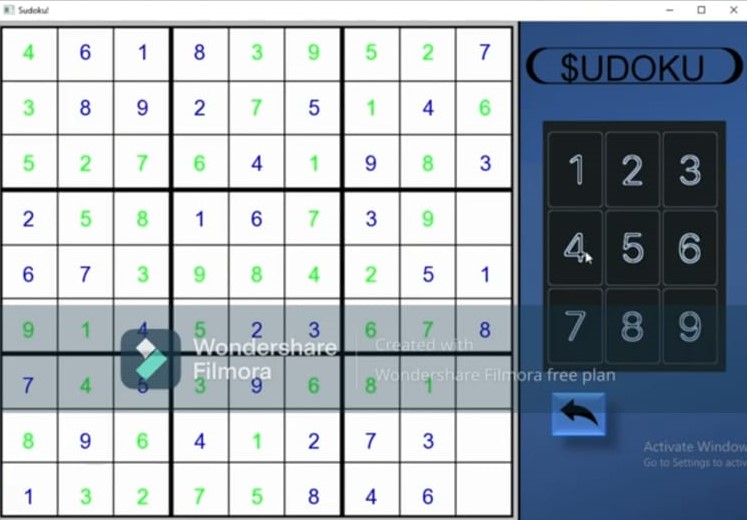 Sudoku!
4 6 1 8 3 9 5 2 7
$UDOKU
3 8 9 2 7 5 1 4 6
5 2 7 6 4 1 9 8 3
1 2 3
2 5 8 1 6 7 3 9
4 5 6
6 7 3 9 8 4 2 5 1
9 1 4 5 2 3 6 7 8
7 8 9
Wondershare
Filmora
Created with
Wondershare Filmora free plan
7 4 5 3 9 6 8 1
8 9 6 4 1 2 7 3
Activate Window
Go to Settings to activ
1 3 2 7 5 8 4 6